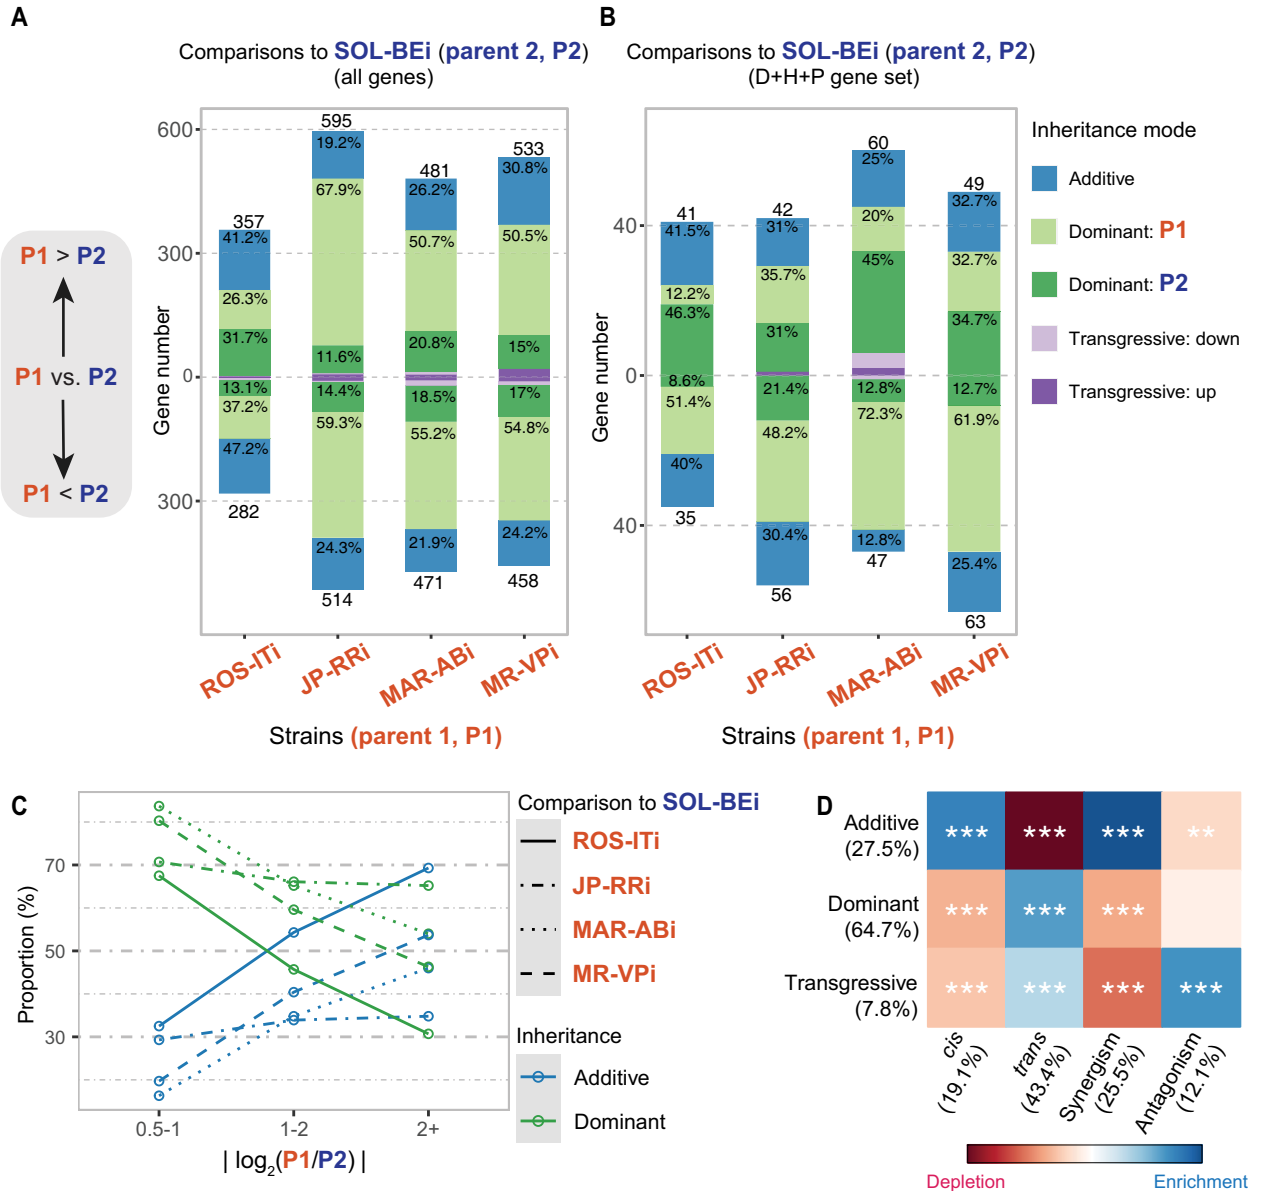 A
Comparisons to SOL-BEi (parent 2, P2)
(all genes)
P1 > P2
P1 vs. P2
P1 < P2
Gene number
600
300
0
300
357
41.2%
26.3%
31.7%
13.1%
37.2%
47.2%
282
595
19.2%
67.9%
11.6%
14.4%
59.3%
24.3%
514
481
26.2%
50.7%
20.8%
18.5%
55.2%
21.9%
471
533
30.8%
50.5%
15%
17%
54.8%
24.2%
458
ROS-ITi
JP-RRi
MAR-ABi
MR-VPi
Strains (parent 1, P1)
B
Comparisons to SOL-BEi (parent 2, P2)
(D+H+P gene set)
Gene number
40
0
40
41
41.5%
12.2%
46.3%
8.6%
51.4%
40%
35
42
31%
35.7%
31%
21.4%
48.2%
30.4%
56
60
25%
20%
45%
12.8%
72.3%
12.8%
47
49
32.7%
32.7%
34.7%
12.7%
61.9%
25.4%
63
ROS-ITi
JP-RRi
MAR-ABi
MR-VPi
Strains (parent 1, P1)
Inheritance mode
Additive
Dominant: P1
Dominant: P2
Transgressive: down
Transgressive: up
C
Proportion (%)
70
50
30
0.5-1
1-2
2+
| log2(P1/P2) |
Comparison to SOL-BEi
ROS-ITi
JP-RRi
MAR-ABi
MR-VPi
Inheritance
Additive
Dominant
D
Additive
(27.5%)
Dominant
(64.7%)
Transgressive
(7.8%)
*** *** *** **
*** *** ***
*** *** *** ***
cis
(19.1%)
trans
(43.4%)
Synergism
(25.5%)
Antagonism
(12.1%)
Depletion
Enrichment